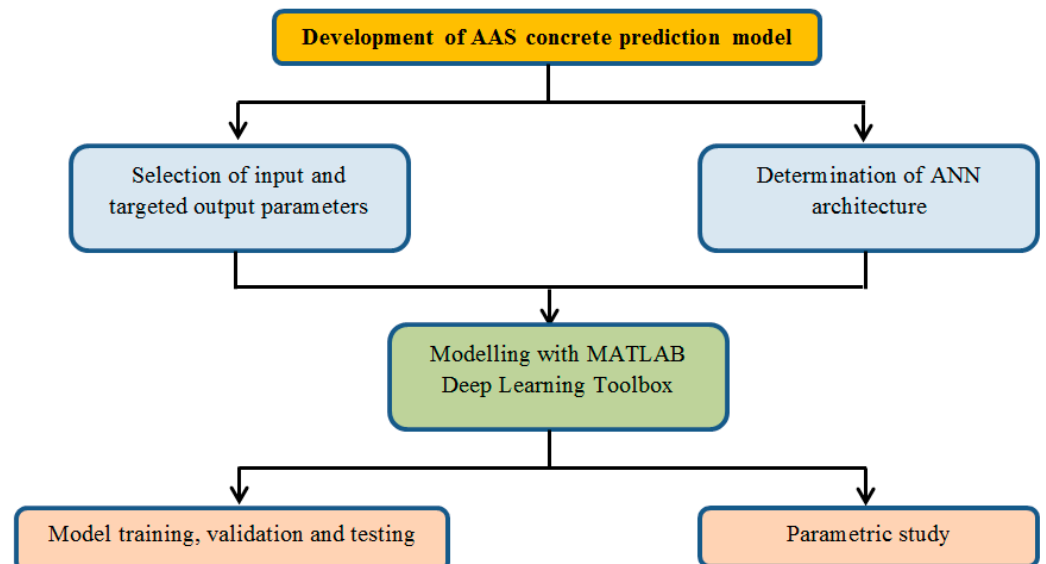 Development of AAS concrete prediction model
Selection of input and
targeted output parameters
Determination of ANN
architecture
Modelling with MATLAB
Deep Learning Toolbox
Model training, validation and testing
Parametric study